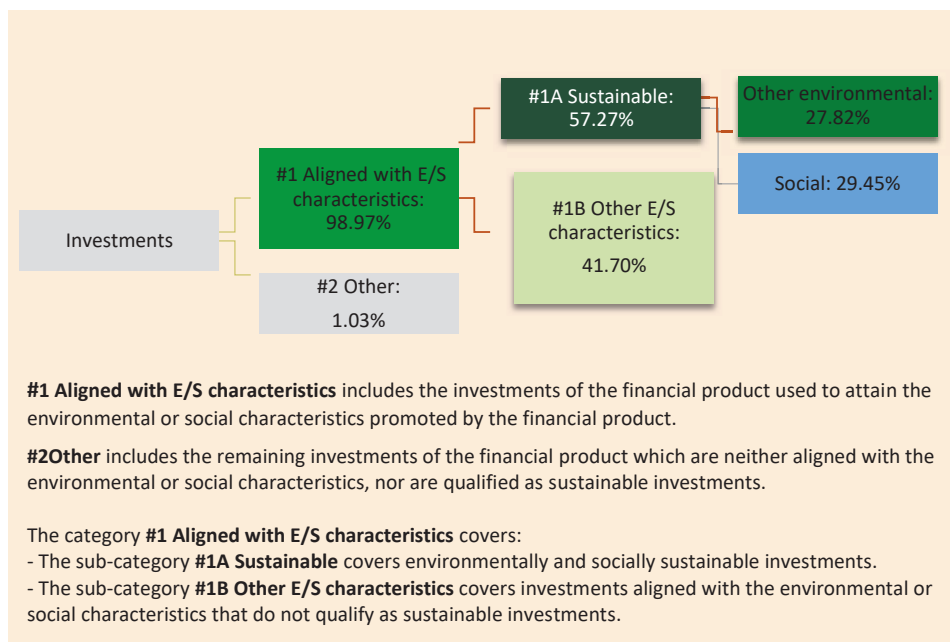 Investments
#1 Aligned with E/S
characteristics:
98.97%
#2 Other:
1.03%
#1A Sustainable:
57.27%
#1B Other E/S
characteristics:
41.70%
Other environmental:
27.82%
Social: 29.45%
#1 Aligned with E/S characteristics includes the investments of the financial product used to attain the
environmental or social characteristics promoted by the financial product.
#2Other includes the remaining investments of the financial product which are neither aligned with the
environmental or social characteristics, nor are qualified as sustainable investments.
The category #1 Aligned with E/S characteristics covers:
- The sub-category #1A Sustainable covers environmentally and socially sustainable investments.
- The sub-category #1B Other E/S characteristics covers investments aligned with the environmental or
social characteristics that do not qualify as sustainable investments.